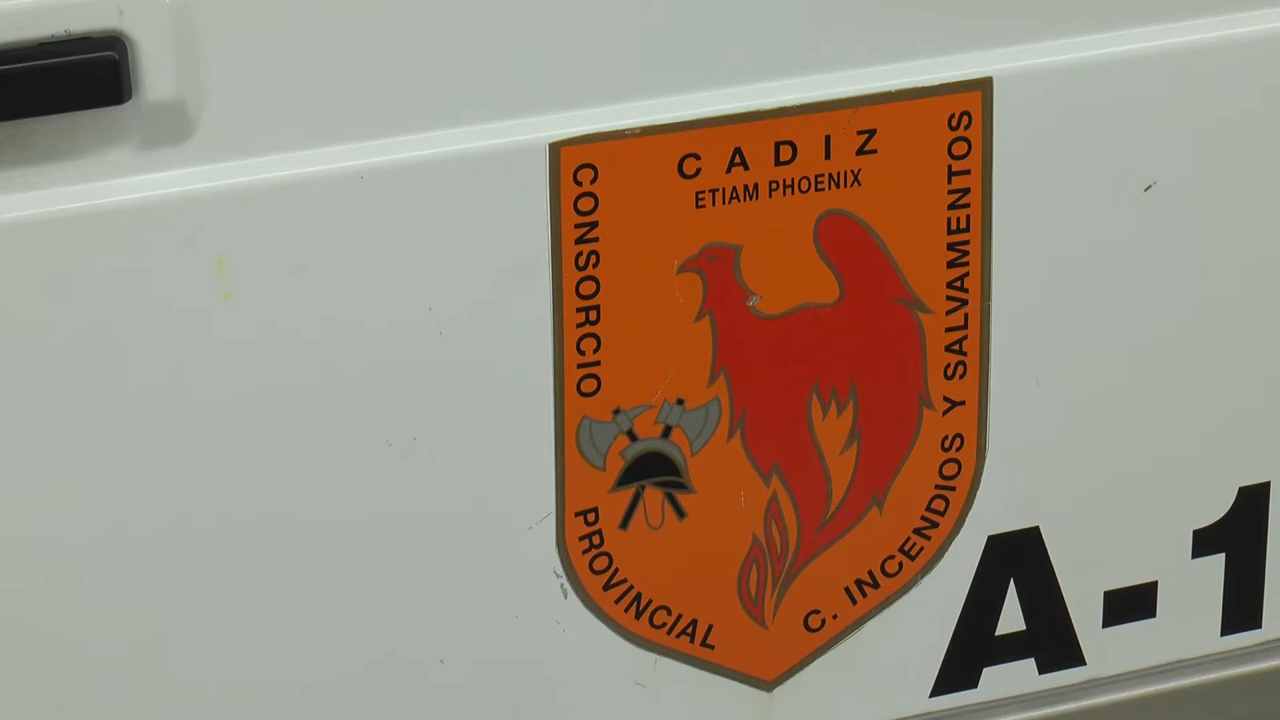 CADIZ
ETIAM PHOENIX
CONSORCIO
PROVINCIAL
C. INCENDIOS Y SALVAMENTOS
A-1